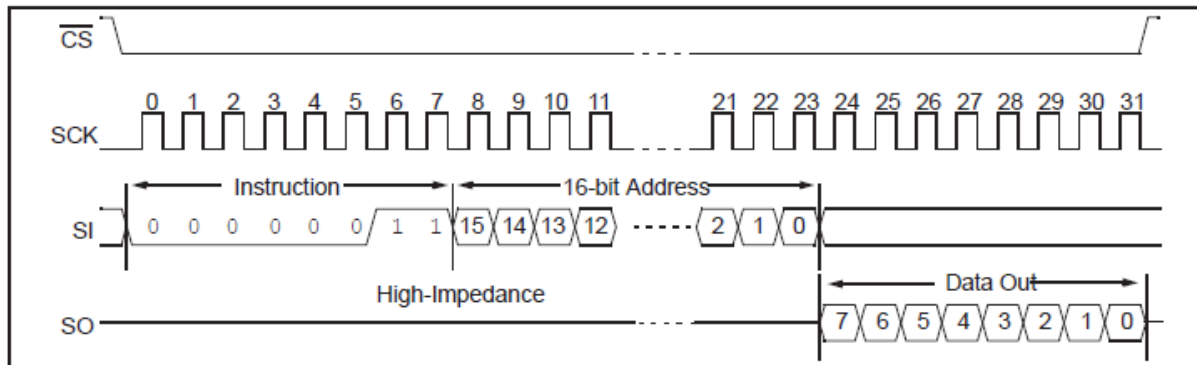 CS
0 1 2 3 4 5 6 7 8 9 10 11 21 22 23 24 25 26 27 28 29 30 31
SCK
Instruction 16-bit Address
SI 0 0 0 0 0 0 1 1 15 14 13 12 2 1 0
High-Impedance Data Out
SO 7 6 5 4 3 2 1 0